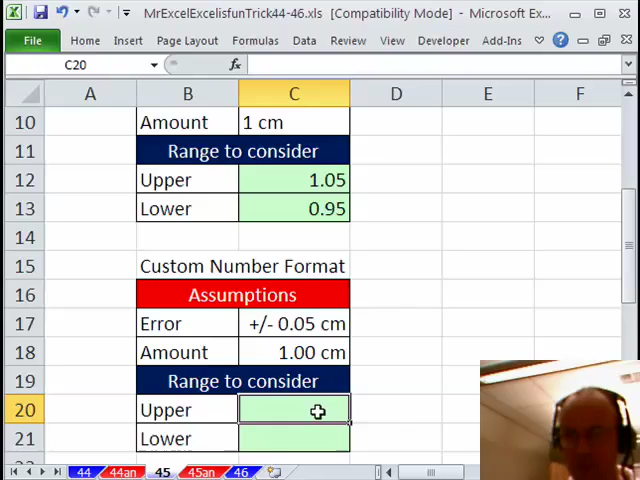 MrExcelExcelisfunTrick44-46.xls [Compatibility Mode] - Microsoft Ex...
File Home Insert Page Layout Formulas Data Review View Developer Add-Ins
C20 fx
A B C D E F
10 Amount 1 cm
11 Range to consider
12 Upper 1.05
13 Lower 0.95
14
15 Custom Number Format
16 Assumptions
17 Error +/- 0.05 cm
18 Amount 1.00 cm
19 Range to consider
20 Upper
21 Lower
44 44an 45 45an 46